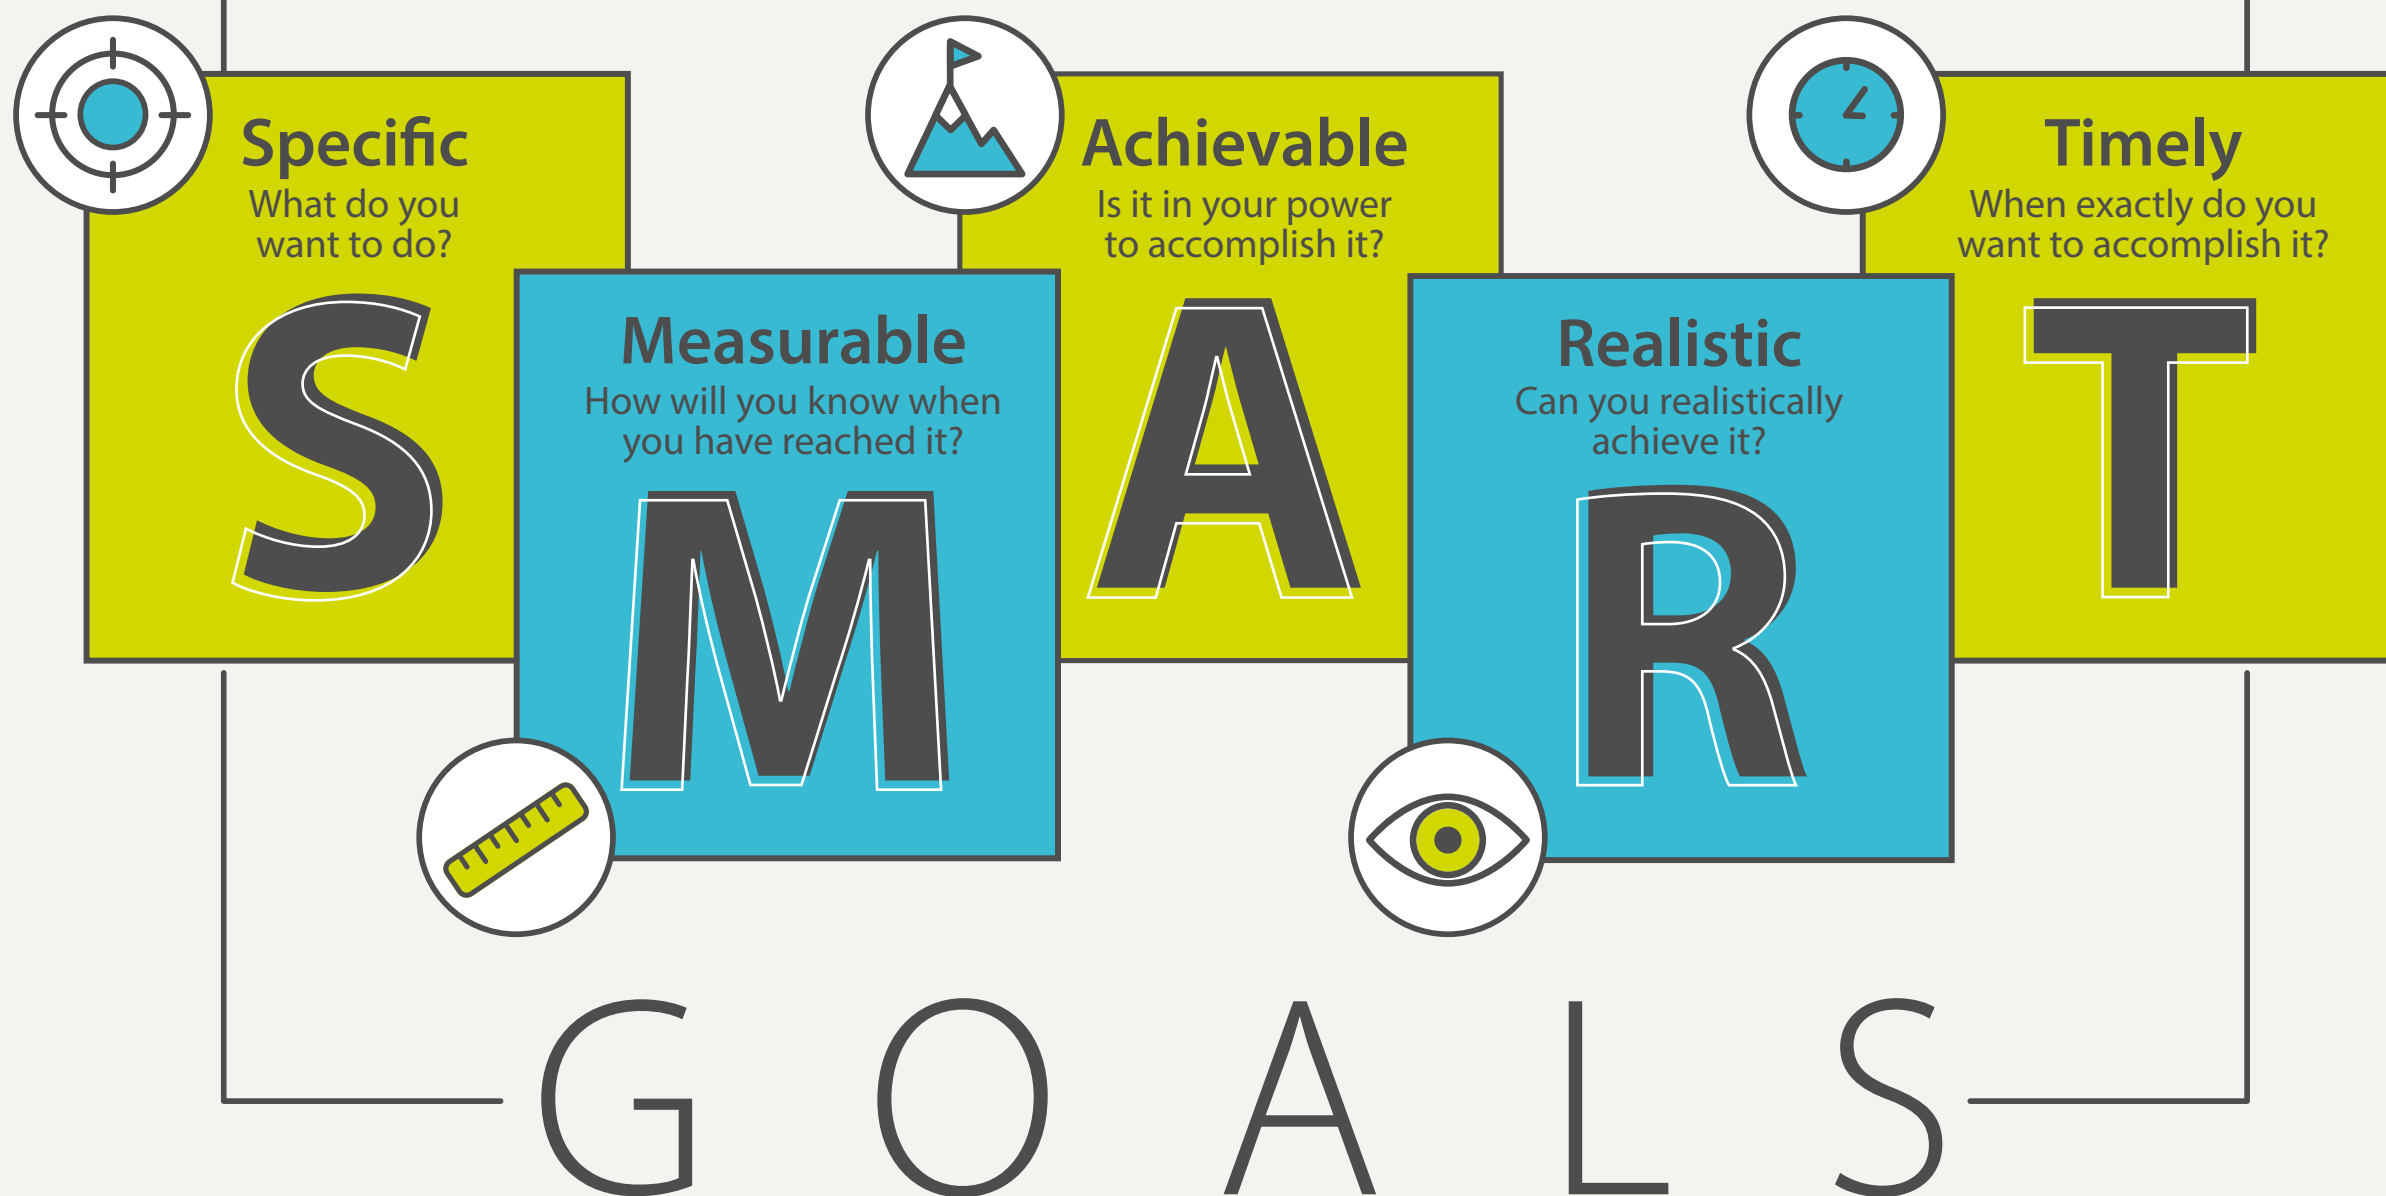 Specific
What do you
want to do?
S
Measurable
How will you know when
you have reached it?
M
Achievable
Is it in your power
to accomplish it?
A
Realistic
Can you realistically
achieve it?
R
Timely
When exactly do you
want to accomplish it?
T
GOALS